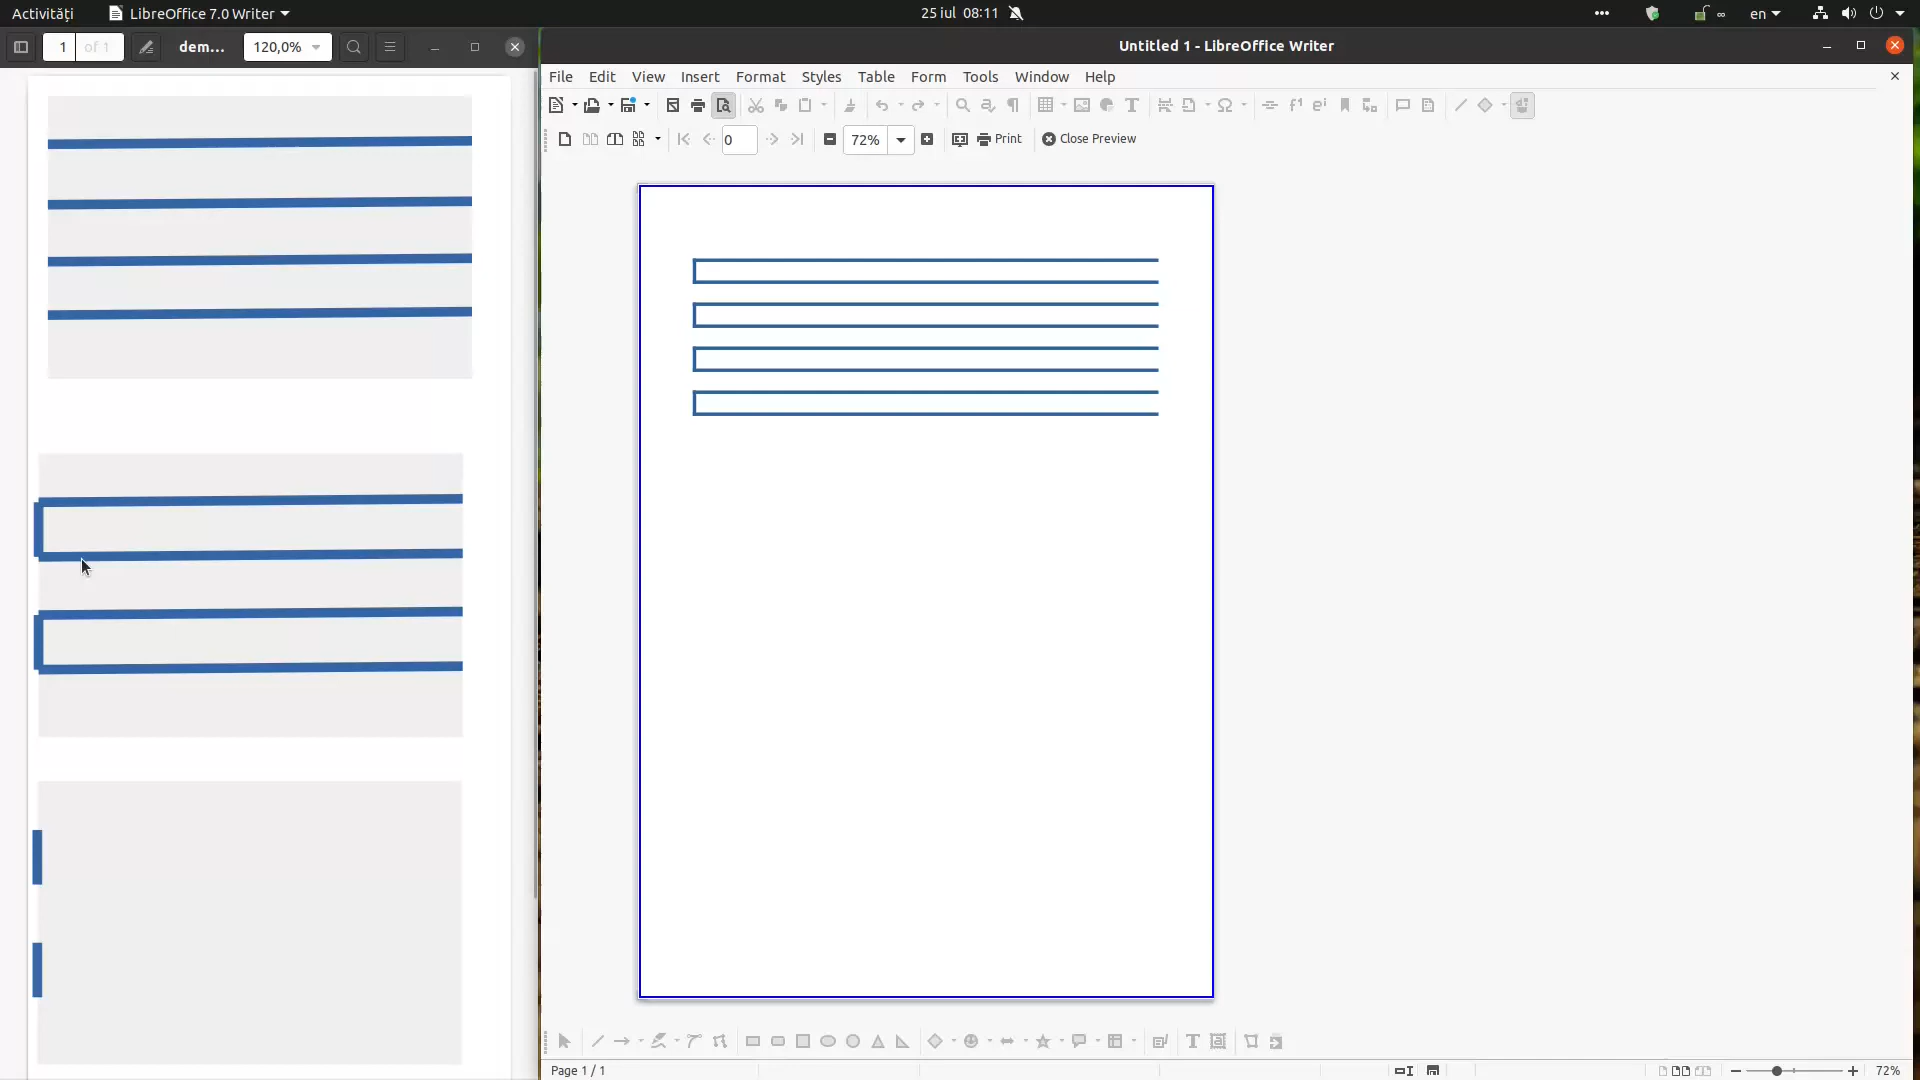 Activități
LibreOffice 7.0 Writer
25 iul 08:11
en
1 of 1
dem...
120,0%
Untitled 1 - LibreOffice Writer
File Edit View Insert Format Styles Table Form Tools Window Help
0
72%
Print
Close Preview
Page 1 / 1
72%